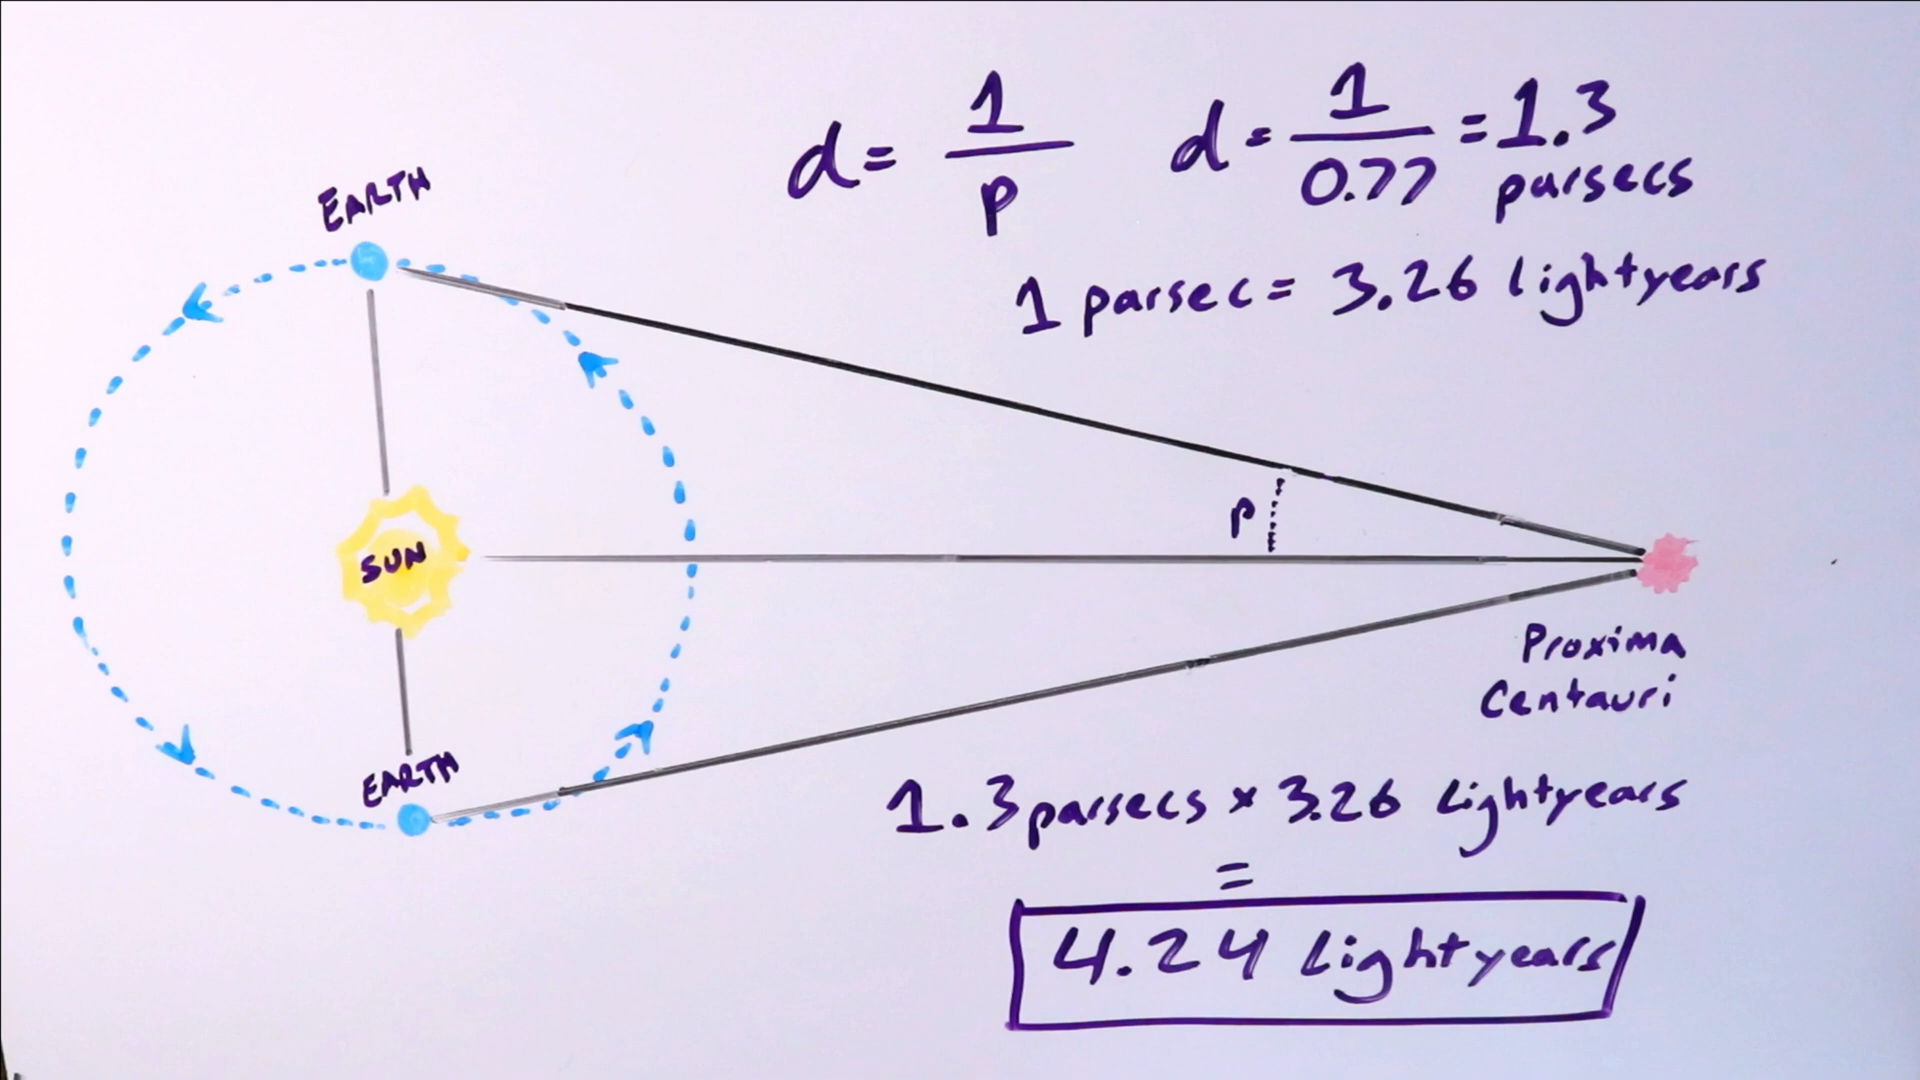 d = 1/p d = 1/0.77 = 1.3 parsecs
1 parsec = 3.26 lightyears
EARTH
SUN
P
Proxima
Centauri
EARTH
1.3 parsecs × 3.26 Lightyears
=
4.24 Lightyears